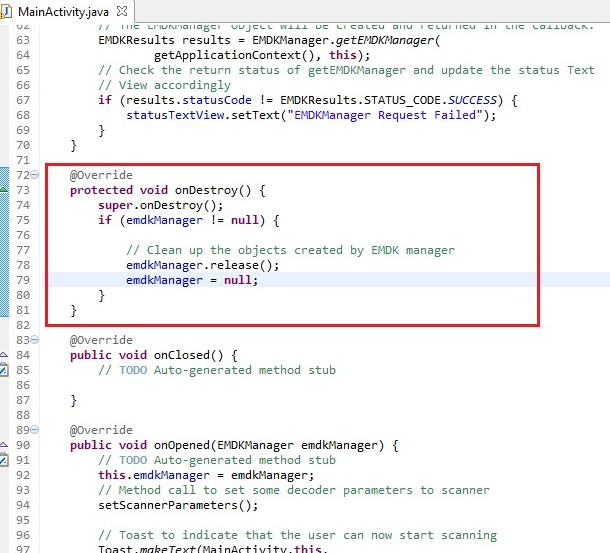 MainActivity.java
62 // The EMDKManager object will be created and returned in the callback.
63 EMDKResults results = EMDKManager.getEMDKManager(
64 getApplicationContext(), this);
65 // Check the return status of getEMDKManager and update the status Text
66 // View accordingly
67 if (results.statusCode != EMDKResults.STATUS_CODE.SUCCESS) {
68 statusTextView.setText("EMDKManager Request Failed");
69 }
70 }
71
72 @Override
73 protected void onDestroy() {
74 super.onDestroy();
75 if (emdkManager != null) {
76
77 // Clean up the objects created by EMDK manager
78 emdkManager.release();
79 emdkManager = null;
80 }
81 }
82
83 @Override
84 public void onClosed() {
85 // TODO Auto-generated method stub
86
87 }
88
89 @Override
90 public void onOpened(EMDKManager emdkManager) {
91 // TODO Auto-generated method stub
92 this.emdkManager = emdkManager;
93 // Method call to set some decoder parameters to scanner
94 setScannerParameters();
95
96 // Toast to indicate that the user can now start scanning
97 Toast.makeText(MainActivity.this,